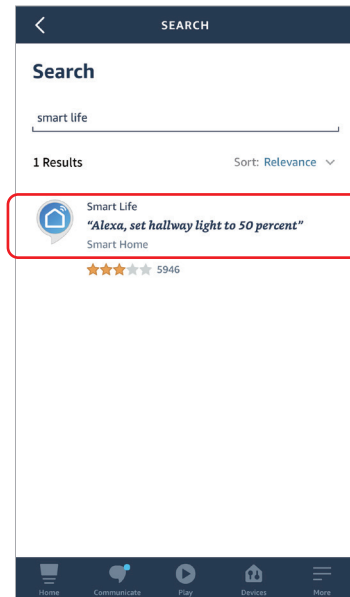 SEARCH
Search
smart life
1 Results Sort: Relevance
Smart Life
“Alexa, set hallway light to 50 percent”
Smart Home
5946
Home Communicate Play Devices More